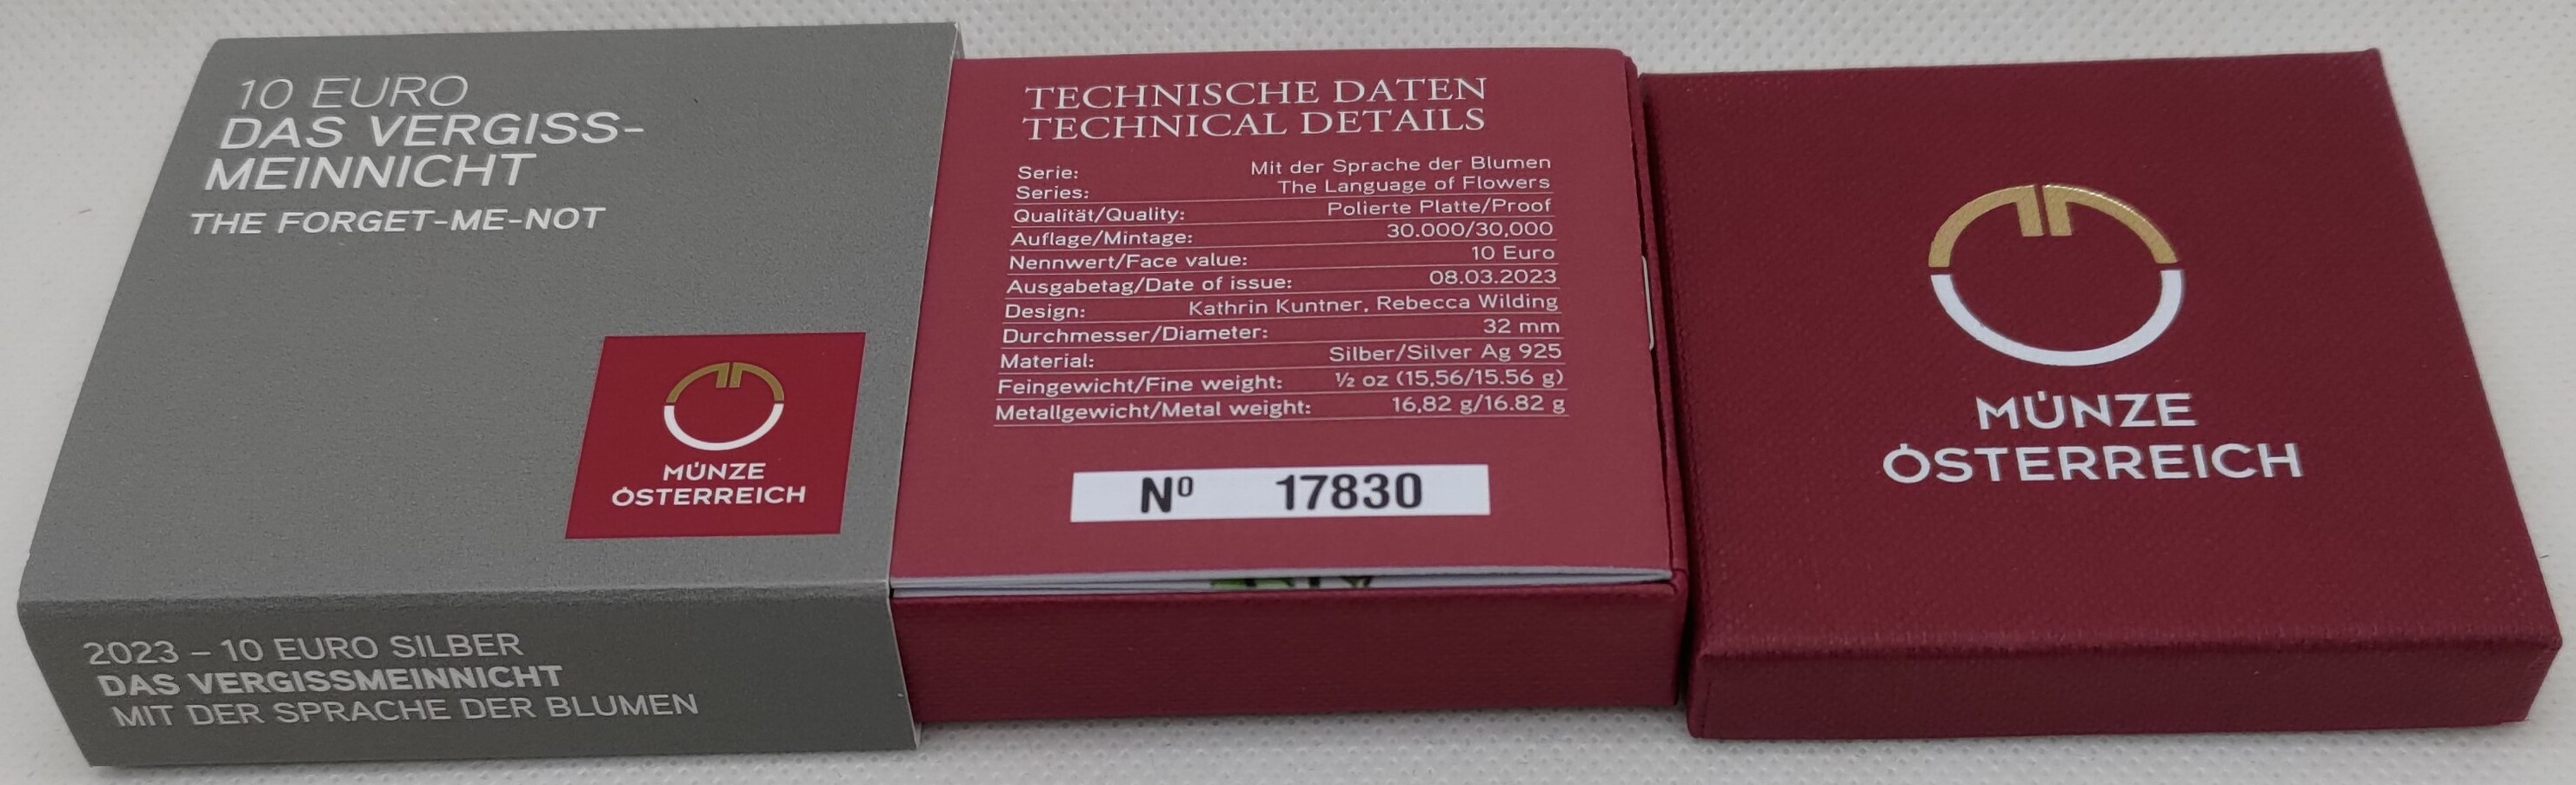 10 EURO
DAS VERGISS-
MEINNICHT
THE FORGET-ME-NOT
MÜNZE
ÖSTERREICH
2023 – 10 EURO SILBER
DAS VERGISSMEINNICHT
MIT DER SPRACHE DER BLUMEN
TECHNISCHE DATEN
TECHNICAL DETAILS
Serie: Mit der Sprache der Blumen
Series: The Language of Flowers
Qualität/Quality: Polierte Platte/Proof
Auflage/Mintage: 30.000/30,000
Nennwert/Face value: 10 Euro
Ausgabetag/Date of issue: 08.03.2023
Design: Kathrin Kuntner, Rebecca Wilding
Durchmesser/Diameter: 32 mm
Material: Silber/Silver Ag 925
Feingewicht/Fine weight: ½ oz (15,56/15.56 g)
Metallgewicht/Metal weight: 16,82 g/16.82 g
Nº 17830
MÜNZE
ÖSTERREICH